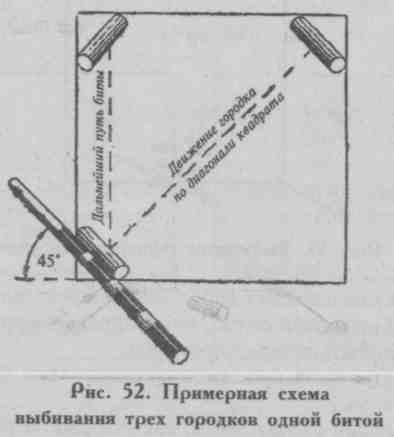 Дальнейший путь биты
Движение городка
по диагонали квадрата
45°
Рис. 52. Примерная схема
выбивания трех городков одной битой